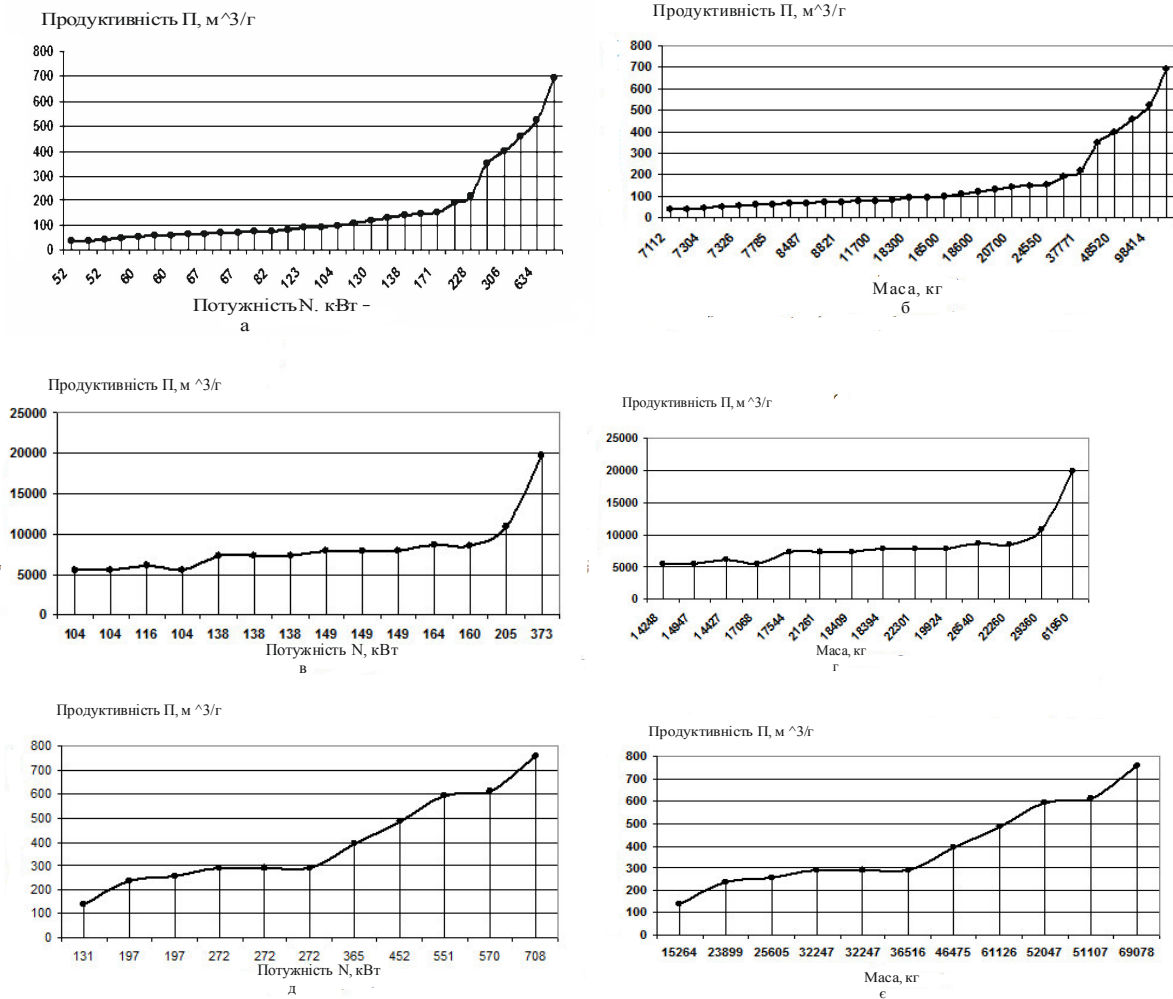 Продуктивність П, м^3/г
800
700
600
500
400
300
200
100
0
52 52 60 60 67 67 82 123 104 130 138 171 228 306 634
Потужність N. кВт -
а
Продуктивність П, м^3/г
800
700
600
500
400
300
200
100
0
7112 7304 7326 7785 8487 8821 11700 18300 16500 18600 20700 24550 37771 48520 98414
Маса, кг
б
Продуктивність П, м ^3/г
25000
20000
15000
10000
5000
0
104 104 116 104 138 138 138 149 149 149 164 160 205 373
Потужність N, кВт
в
Продуктивність П, м ^3/г
25000
20000
15000
10000
5000
0
14248 14947 14427 17068 17544 21261 18409 18394 22301 19924 26540 22260 29360 61950
Маса, кг
г
Продуктивність П, м ^3/г
800
700
600
500
400
300
200
100
0
131 197 197 272 272 272 365 452 551 570 708
Потужність N, кВт
д
Продуктивність П, м ^3/г
800
700
600
500
400
300
200
100
0
15264 23899 25605 32247 32247 36516 46475 61126 52047 51107 69078
Маса, кг
є